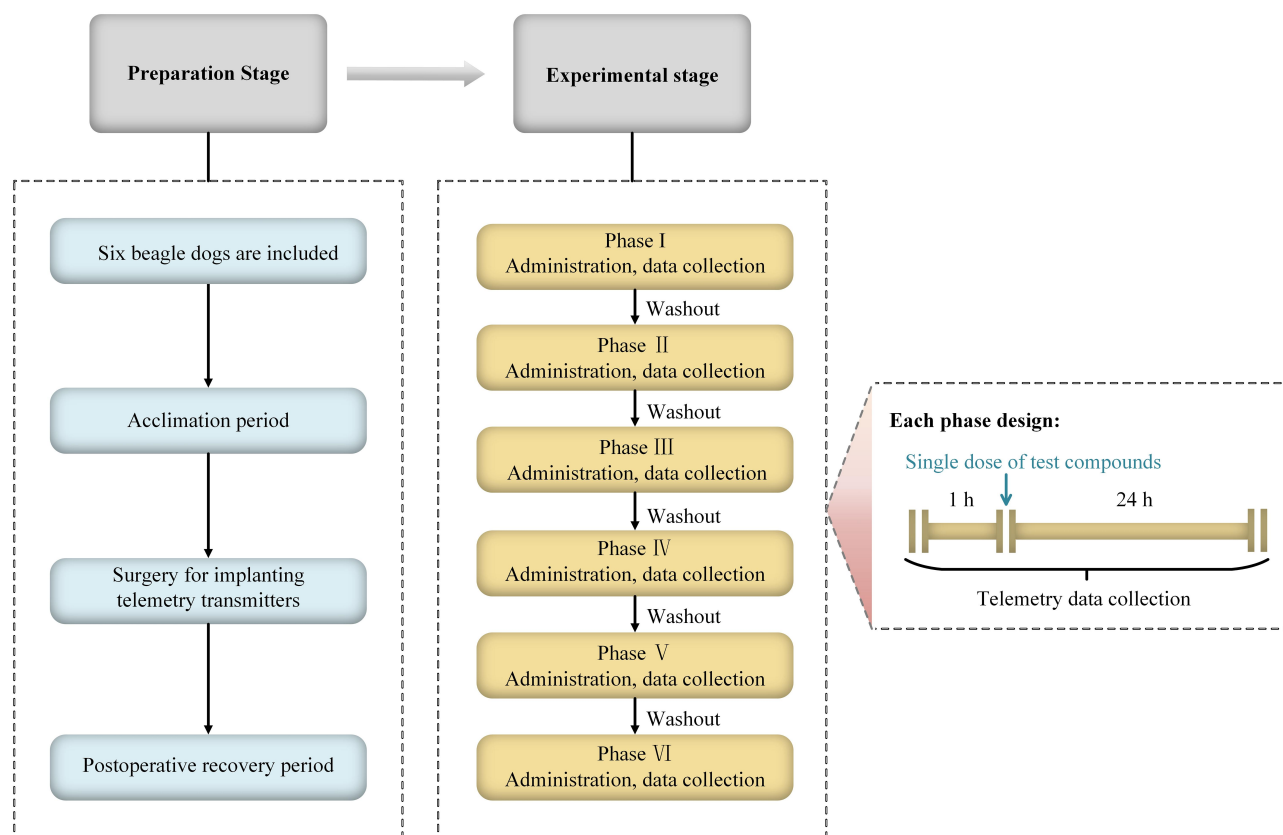 Preparation Stage
Experimental stage
Six beagle dogs are included
Acclimation period
Surgery for implanting
telemetry transmitters
Postoperative recovery period
Phase I
Administration, data collection
Washout
Phase Ⅱ
Administration, data collection
Washout
Phase Ⅲ
Administration, data collection
Washout
Phase Ⅳ
Administration, data collection
Washout
Phase Ⅴ
Administration, data collection
Washout
Phase Ⅵ
Administration, data collection
Each phase design:
Single dose of test compounds
1 h
24 h
Telemetry data collection